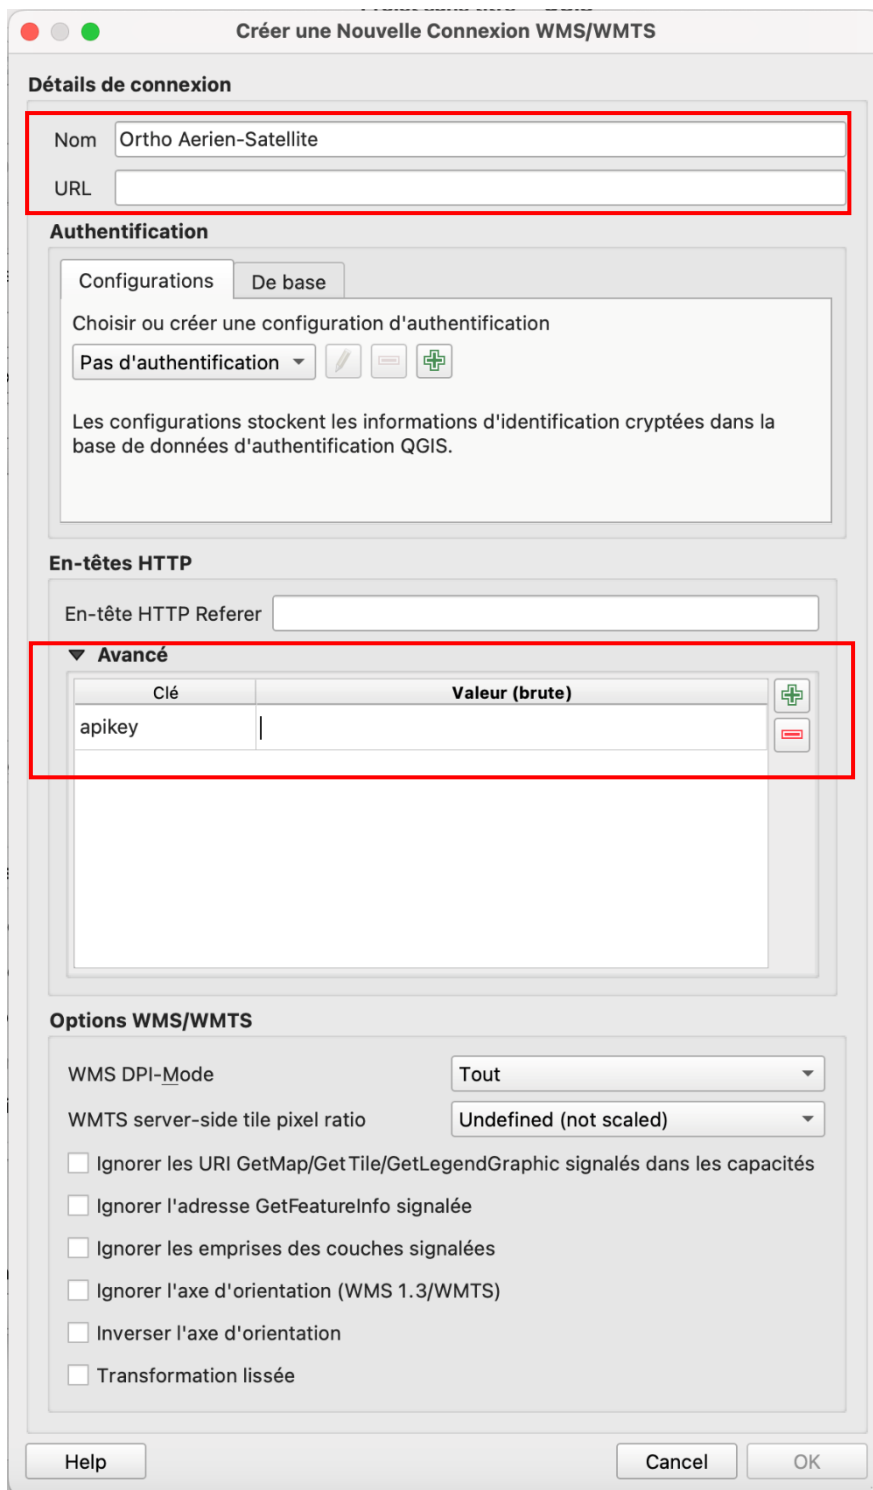 Créer une Nouvelle Connexion WMS/WMTS
Détails de connexion
Nom Ortho Aerien-Satellite
URL
Authentification
Configurations De base
Choisir ou créer une configuration d'authentification
Pas d'authentification
Les configurations stockent les informations d'identification cryptées dans la
base de données d'authentification QGIS.
En-têtes HTTP
En-tête HTTP Referer
Avancé
Clé Valeur (brute)
apikey
Options WMS/WMTS
WMS DPI-Mode Tout
WMTS server-side tile pixel ratio Undefined (not scaled)
Ignorer les URI GetMap/GetTile/GetLegendGraphic signalés dans les capacités
Ignorer l'adresse GetFeatureInfo signalée
Ignorer les emprises des couches signalées
Ignorer l'axe d'orientation (WMS 1.3/WMTS)
Inverser l'axe d'orientation
Transformation lissée
Help Cancel OK